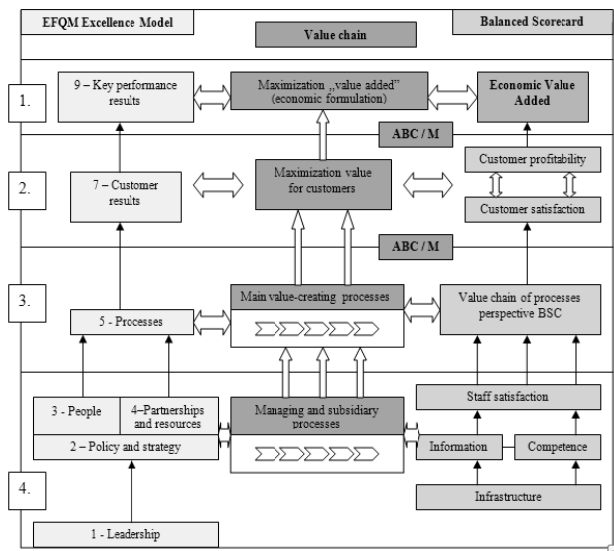 EFQM Excellence Model
Value chain
Balanced Scorecard
1.
9 – Key performance
results
Maximization „value added”
(economic formulation)
Economic Value
Added
ABC / M
2.
7 – Customer
results
Maximization value
for customers
Customer profitability
Customer satisfaction
ABC / M
3.
5 - Processes
Main value-creating processes
Value chain of processes
perspective BSC
4.
3 - People
4–Partnerships
and resources
2 – Policy and strategy
1 - Leadership
Managing and subsidiary
processes
Staff satisfaction
Information
Competence
Infrastructure